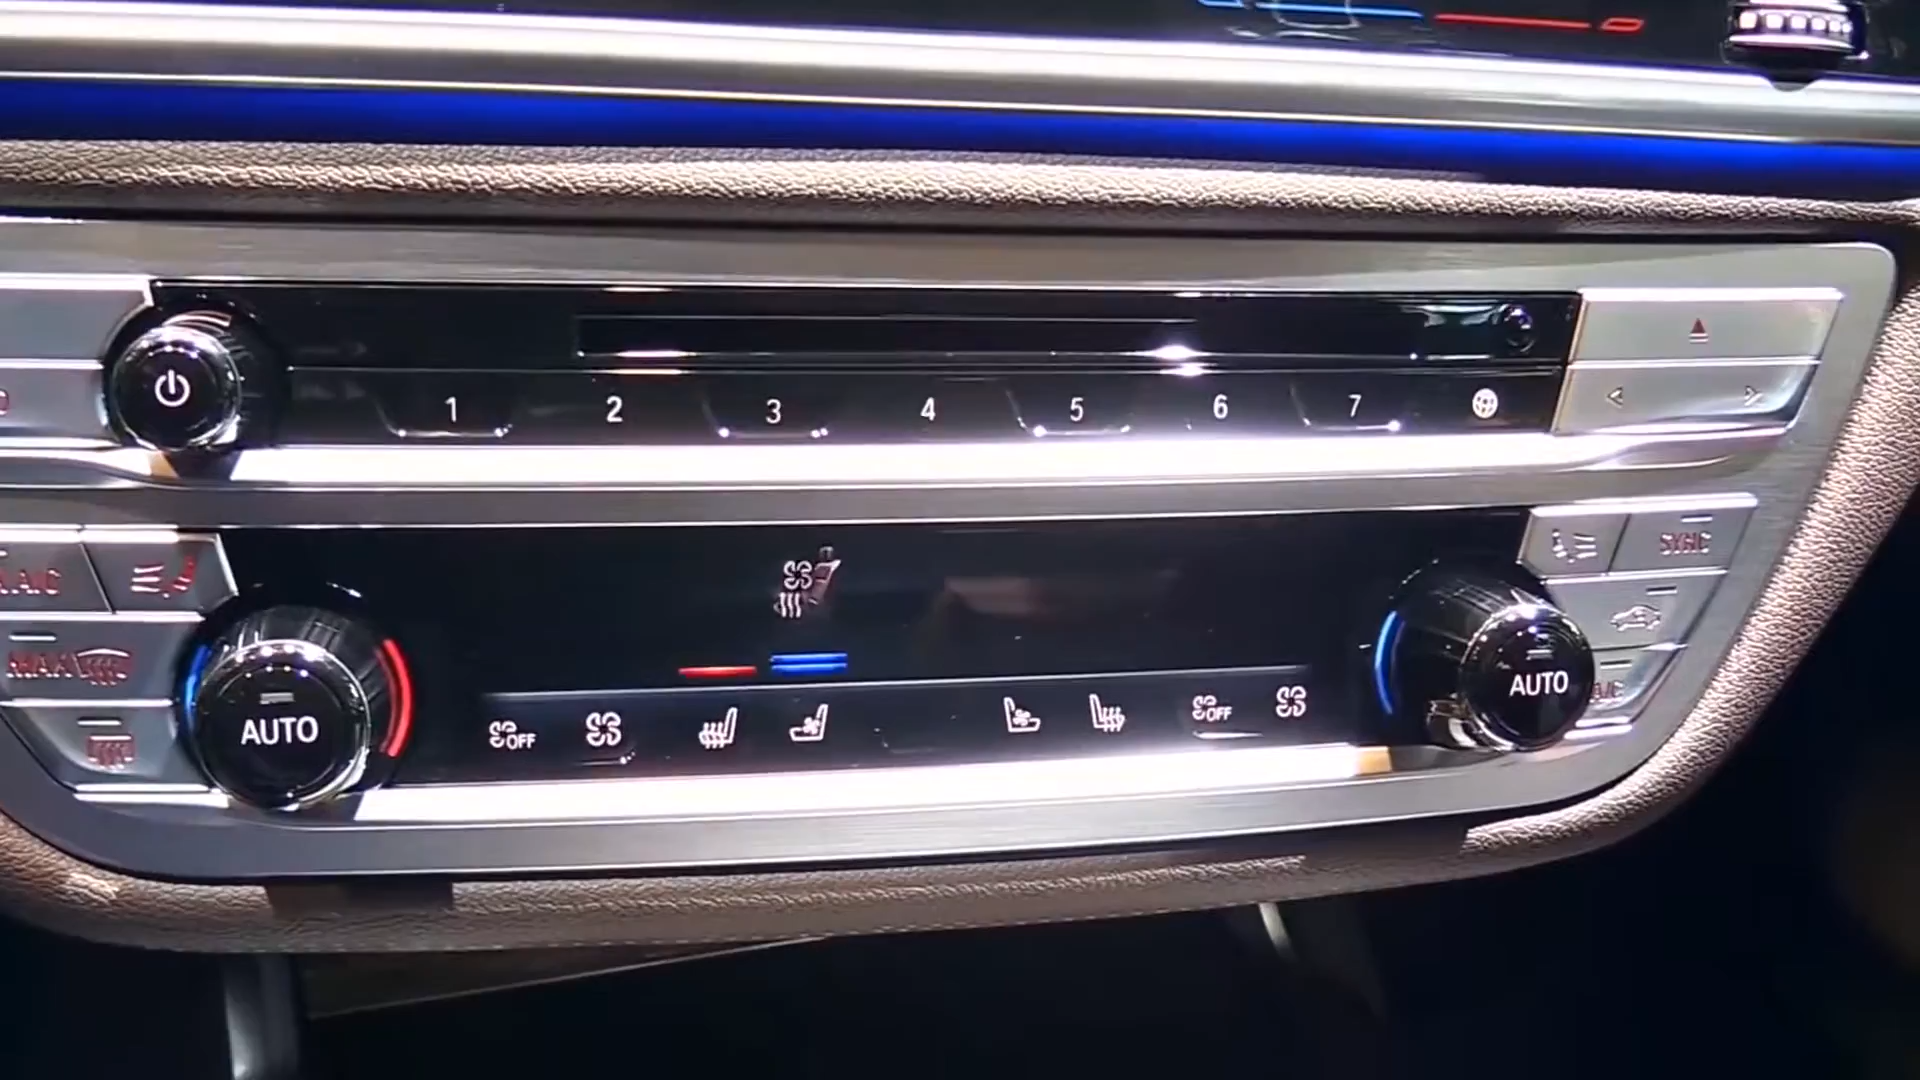 1 2 3 4 5 6 7
A/C SYNC
MAX
AUTO AUTO
A/C
OFF OFF